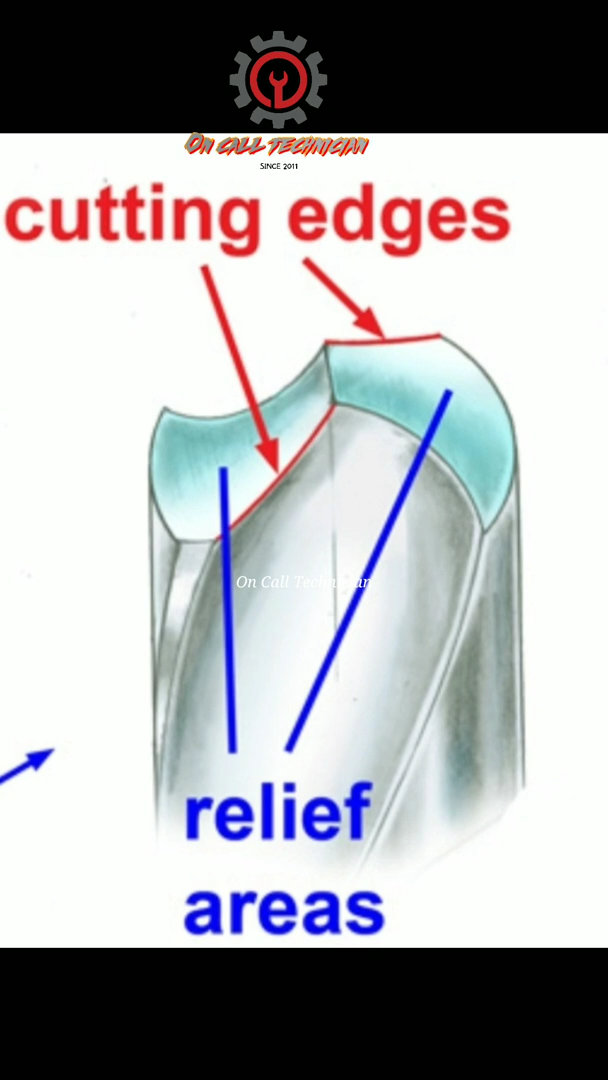 On call technician
SINCE 2011
cutting edges
On Call Technician
relief
areas